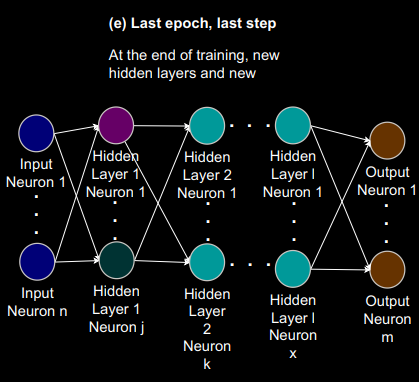 (e) Last epoch, last step
At the end of training, new
hidden layers and new
Input
Neuron 1
Hidden
Layer 1
Neuron 1
Hidden
Layer 2
Neuron 1
Hidden
Layer l
Neuron 1
Output
Neuron 1
Input
Neuron n
Hidden
Layer 1
Neuron j
Hidden
Layer
2
Neuron
k
Hidden
Layer l
Neuron
x
Output
Neuron
m